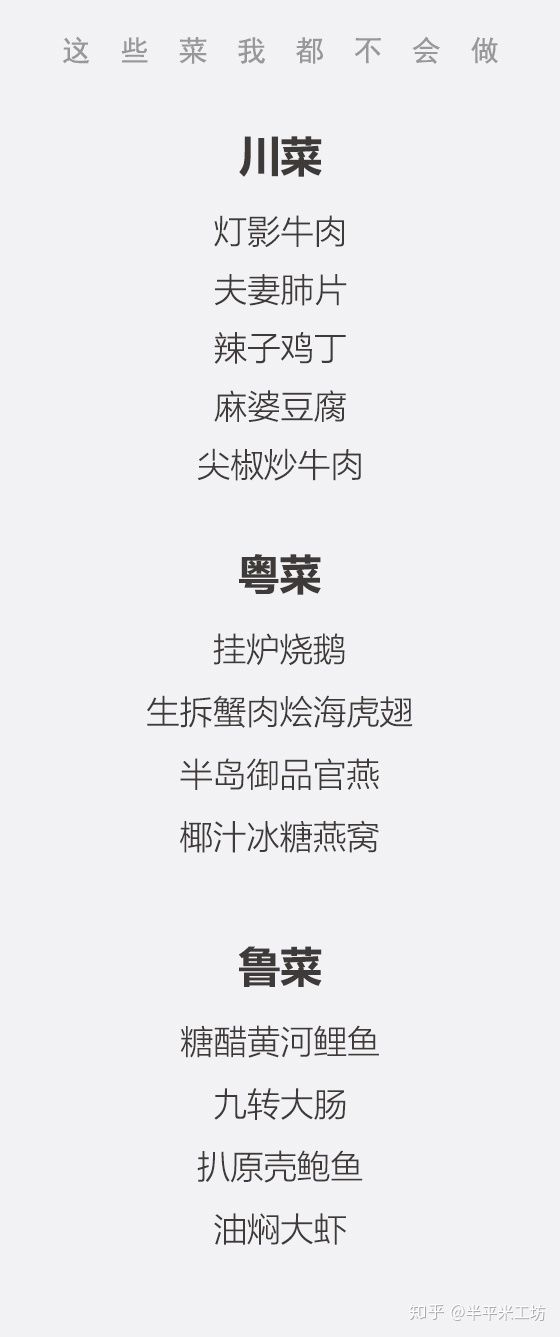 这些菜我都不会做
川菜
灯影牛肉
夫妻肺片
辣子鸡丁
麻婆豆腐
尖椒炒牛肉
粤菜
挂炉烧鹅
生拆蟹肉烩海虎翅
半岛御品官燕
椰汁冰糖燕窝
鲁菜
糖醋黄河鲤鱼
九转大肠
扒原壳鲍鱼
油焖大虾
知乎 @半平米工坊